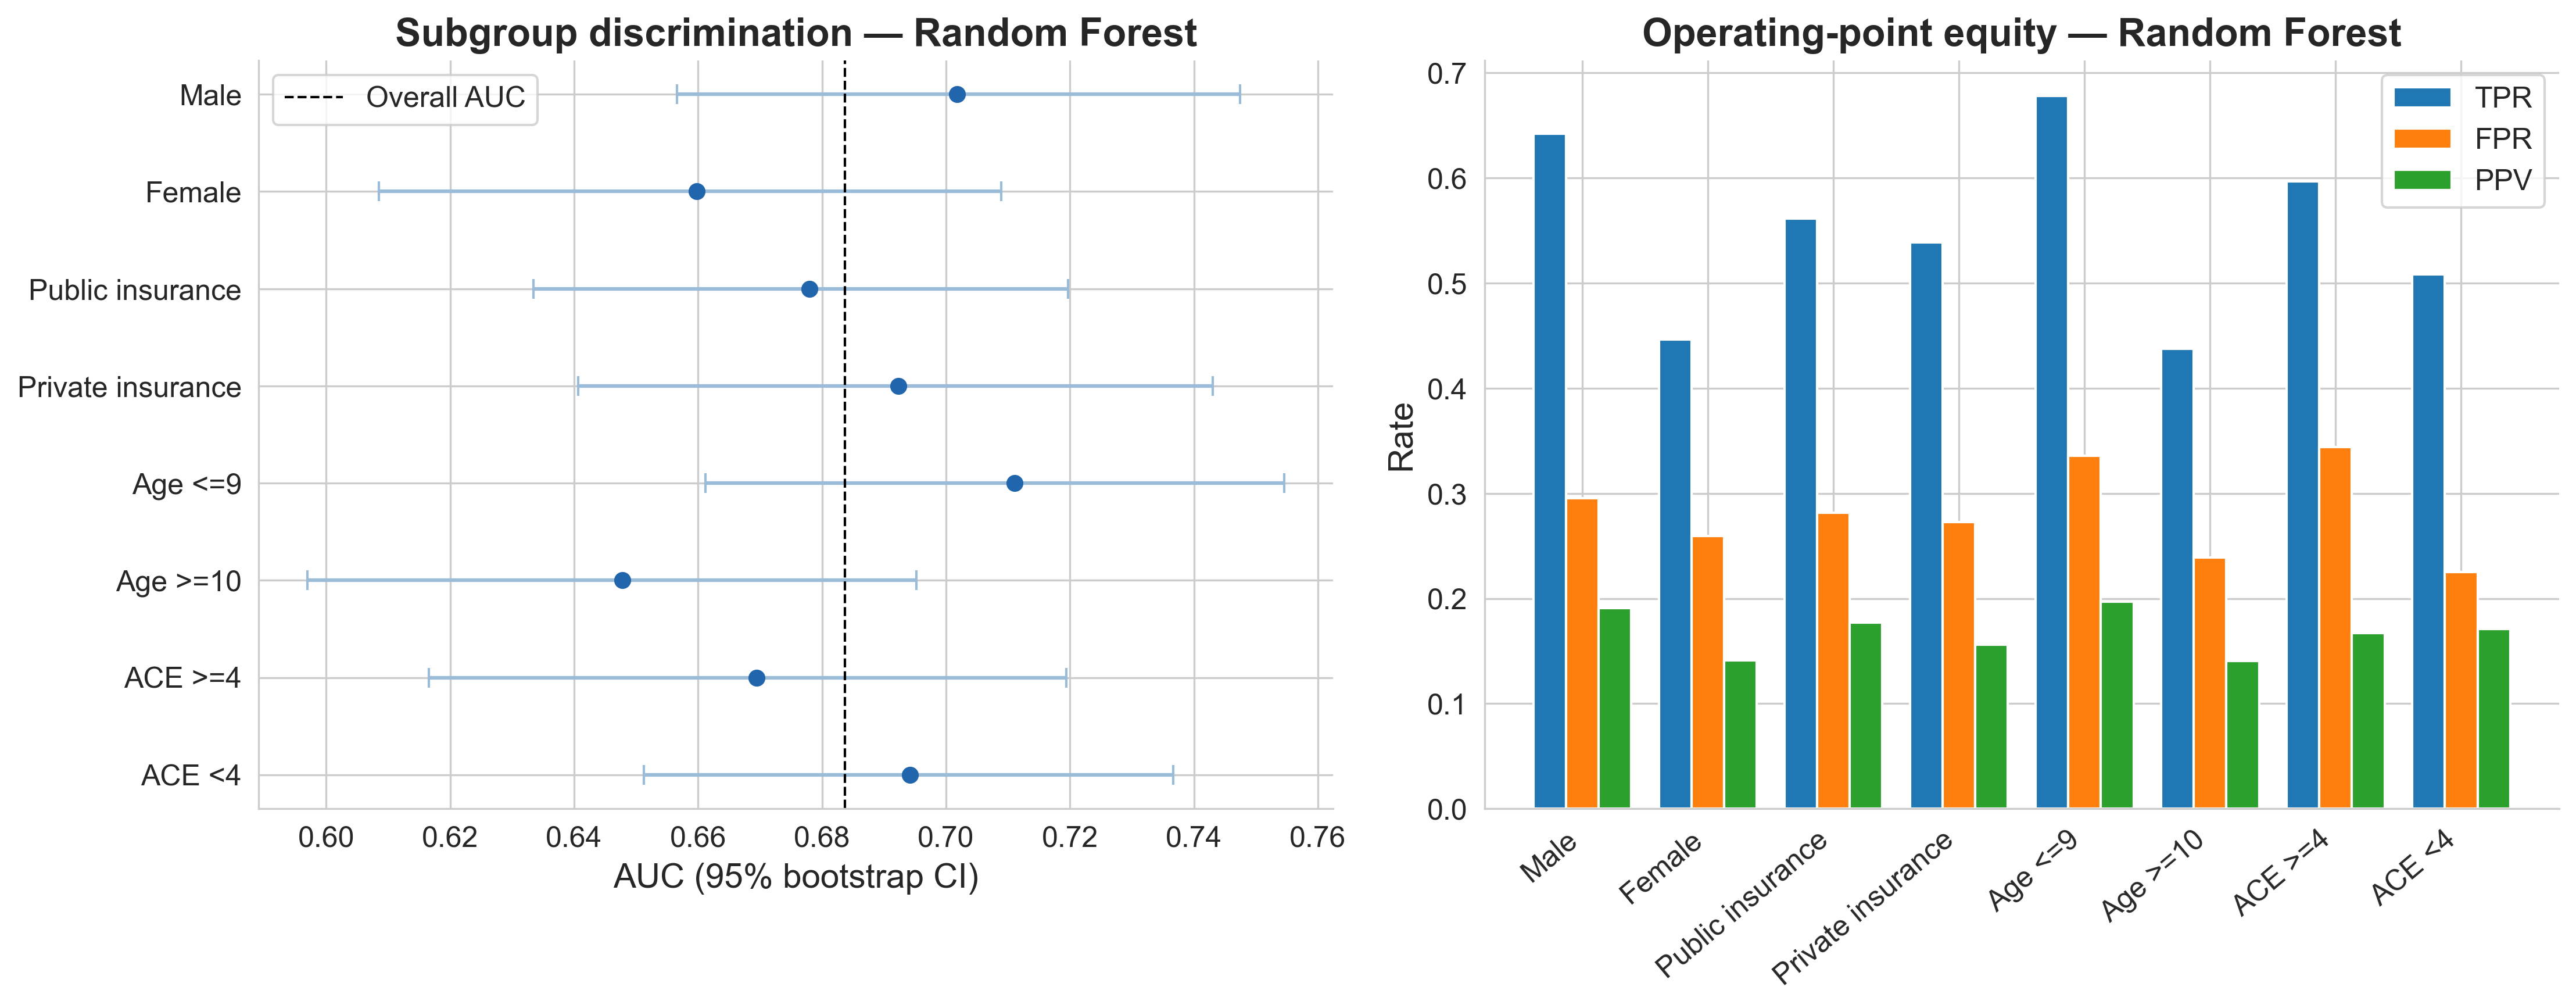 Subgroup discrimination — Random Forest
Overall AUC
Male
Female
Public insurance
Private insurance
Age <=9
Age >=10
ACE >=4
ACE <4
0.60 0.62 0.64 0.66 0.68 0.70 0.72 0.74 0.76
AUC (95% bootstrap CI)
Operating-point equity — Random Forest
TPR
FPR
PPV
Rate
0.7
0.6
0.5
0.4
0.3
0.2
0.1
0.0
Male
Female
Public insurance
Private insurance
Age <=9
Age >=10
ACE >=4
ACE <4